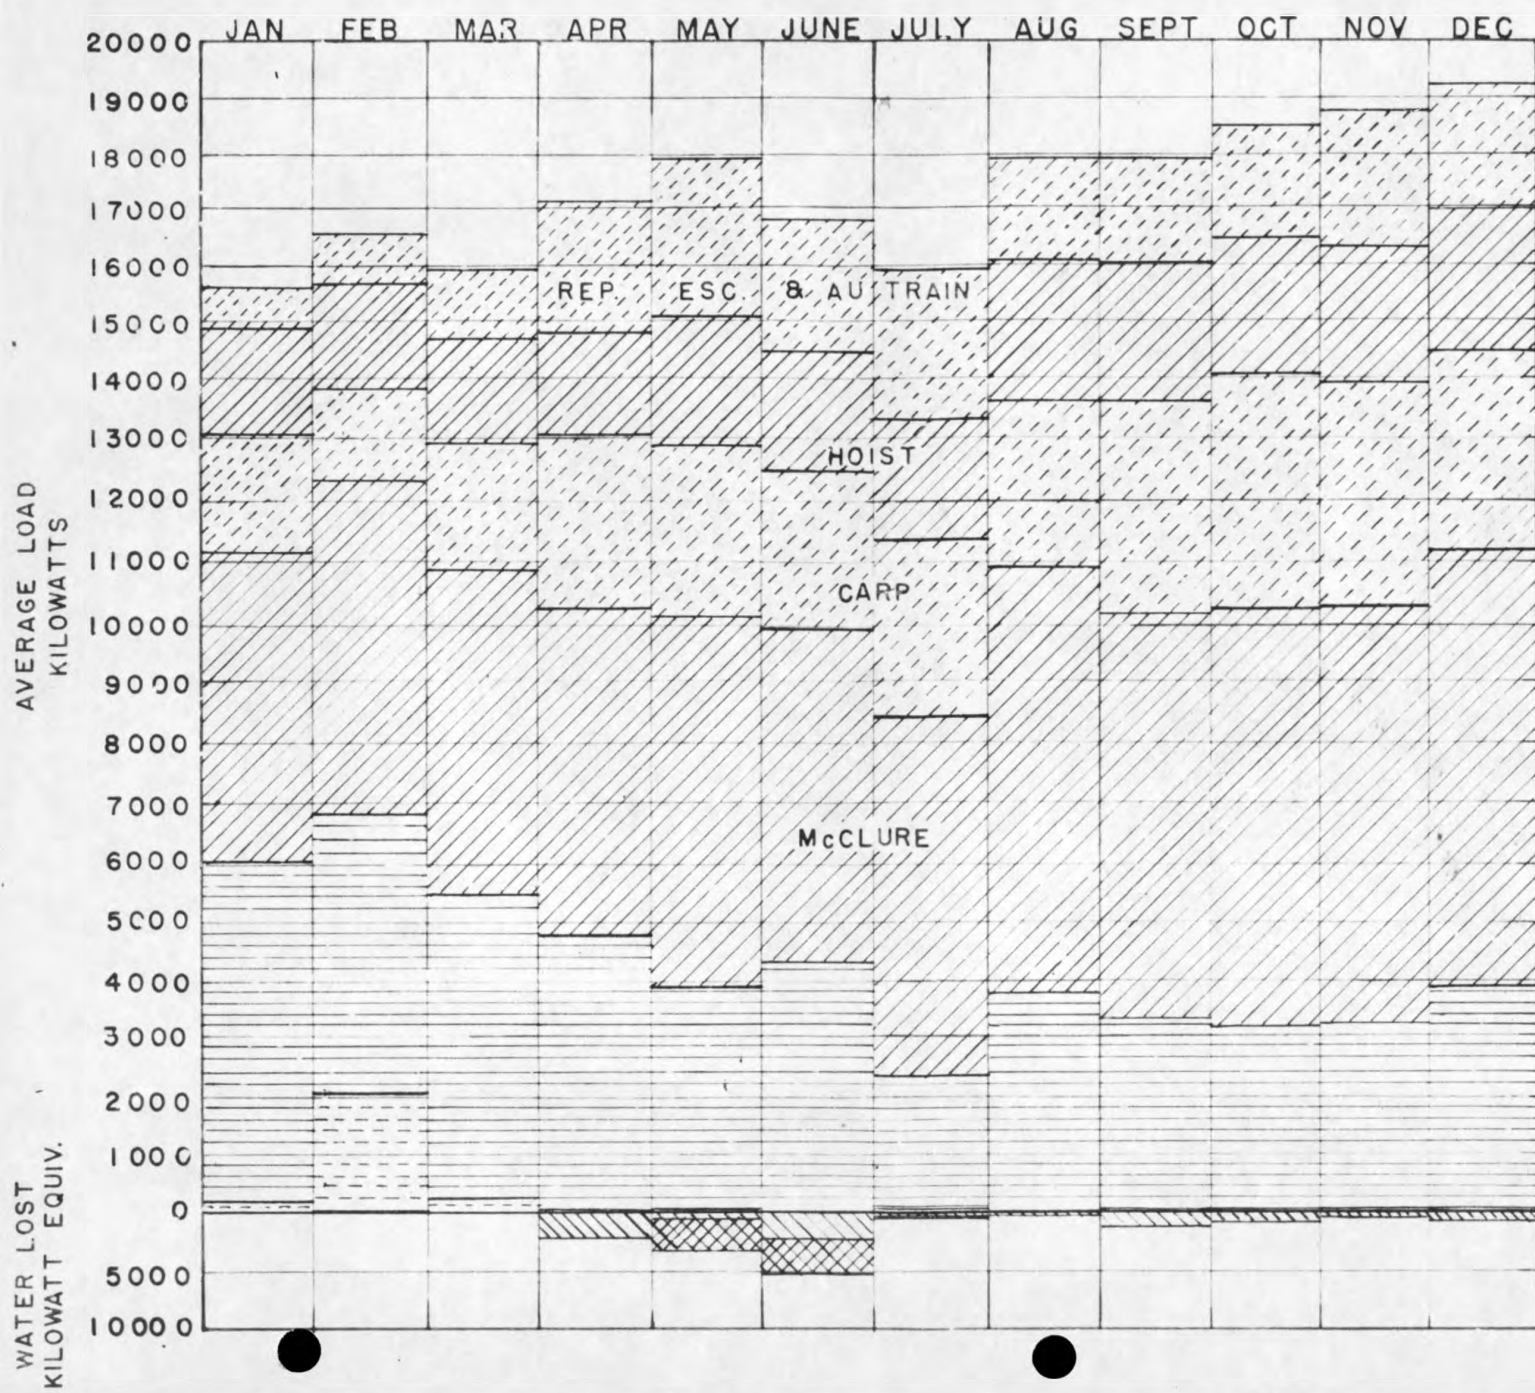 JAN FEB MAR APR MAY JUNE JULY AUG SEPT OCT NOV DEC
20000
19000
18000
17000
16000
REP. ESC. & AU TRAIN
15000
14000
13000
HOIST
12000
11000
CARP
10000
9000
8000
7000
McCLURE
6000
5000
4000
3000
2000
1000
0
5000
10000
AVERAGE LOAD
KILOWATTS
WATER LOST
KILOWATT EQUIV.